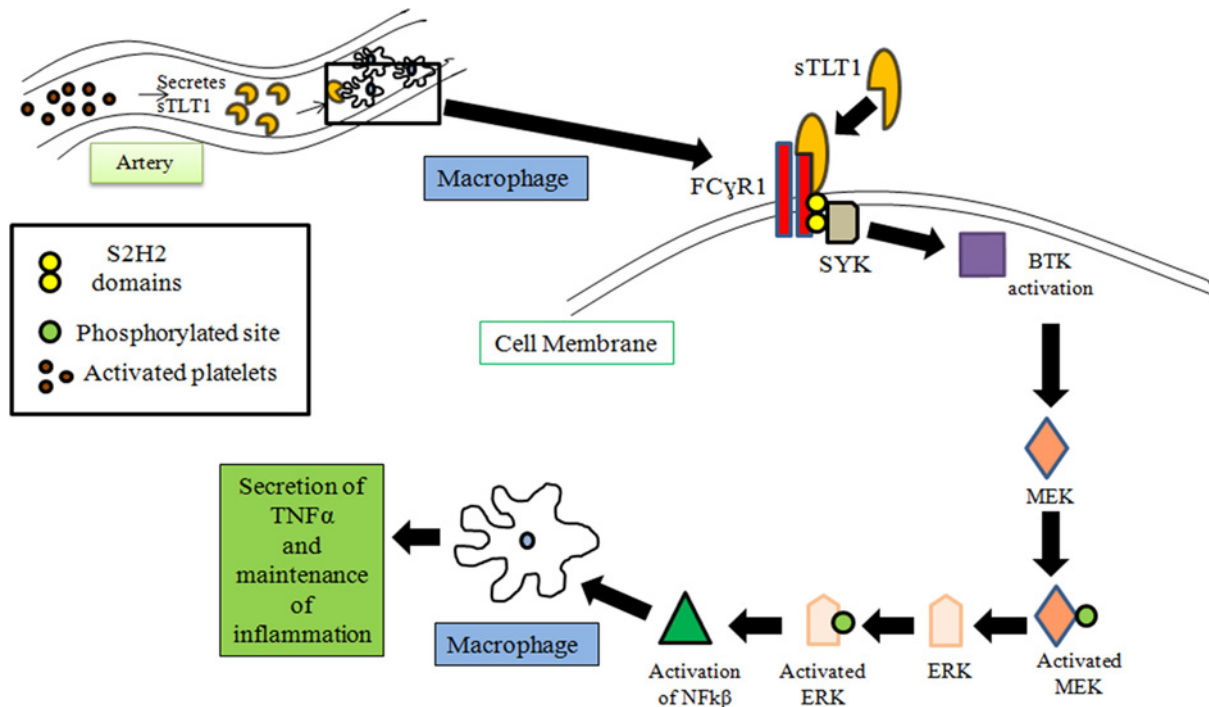 Secretes
sTLT1
Artery
Macrophage
sTLT1
FCɣR1
SYK
BTK
activation
Cell Membrane
S2H2
domains
Phosphorylated site
Activated platelets
MEK
Activated
MEK
ERK
Activated
ERK
Activation
of NFkβ
Macrophage
Secretion of
TNFα
and
maintenance
of
inflammation